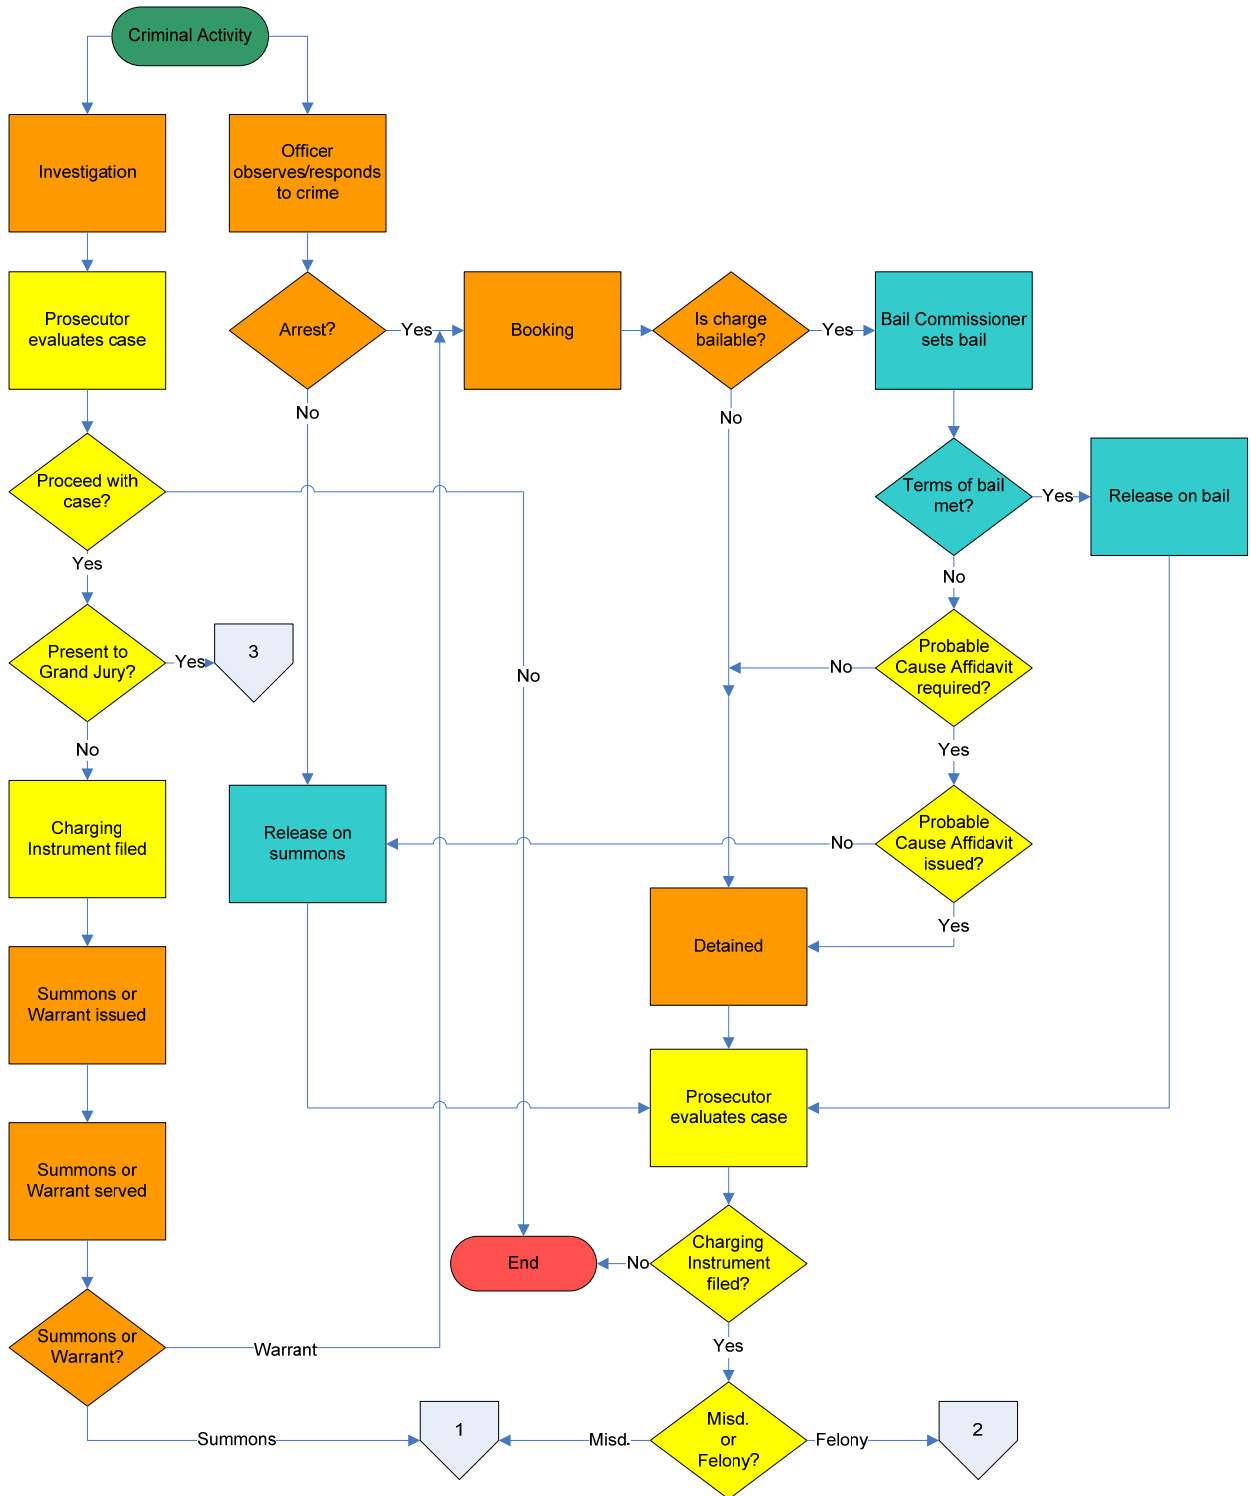 Criminal Activity
Investigation
Officer
observes/responds
to crime
Prosecutor
evaluates case
Arrest?
Yes
Booking
Is charge
bailable?
Yes
Bail Commissioner
sets bail
No
No
Proceed with
case?
Terms of bail
met?
Yes
Release on bail
Yes
No
Present to
Grand Jury?
Yes
3
No
No
Probable
Cause Affidavit
required?
No
Yes
Charging
Instrument filed
Release on
summons
No
Probable
Cause Affidavit
issued?
Yes
Detained
Summons or
Warrant issued
Prosecutor
evaluates case
Summons or
Warrant served
End
No
Charging
Instrument
filed?
Yes
Summons or
Warrant?
Warrant
Summons
1
Misd.
Misd.
or
Felony?
Felony
2